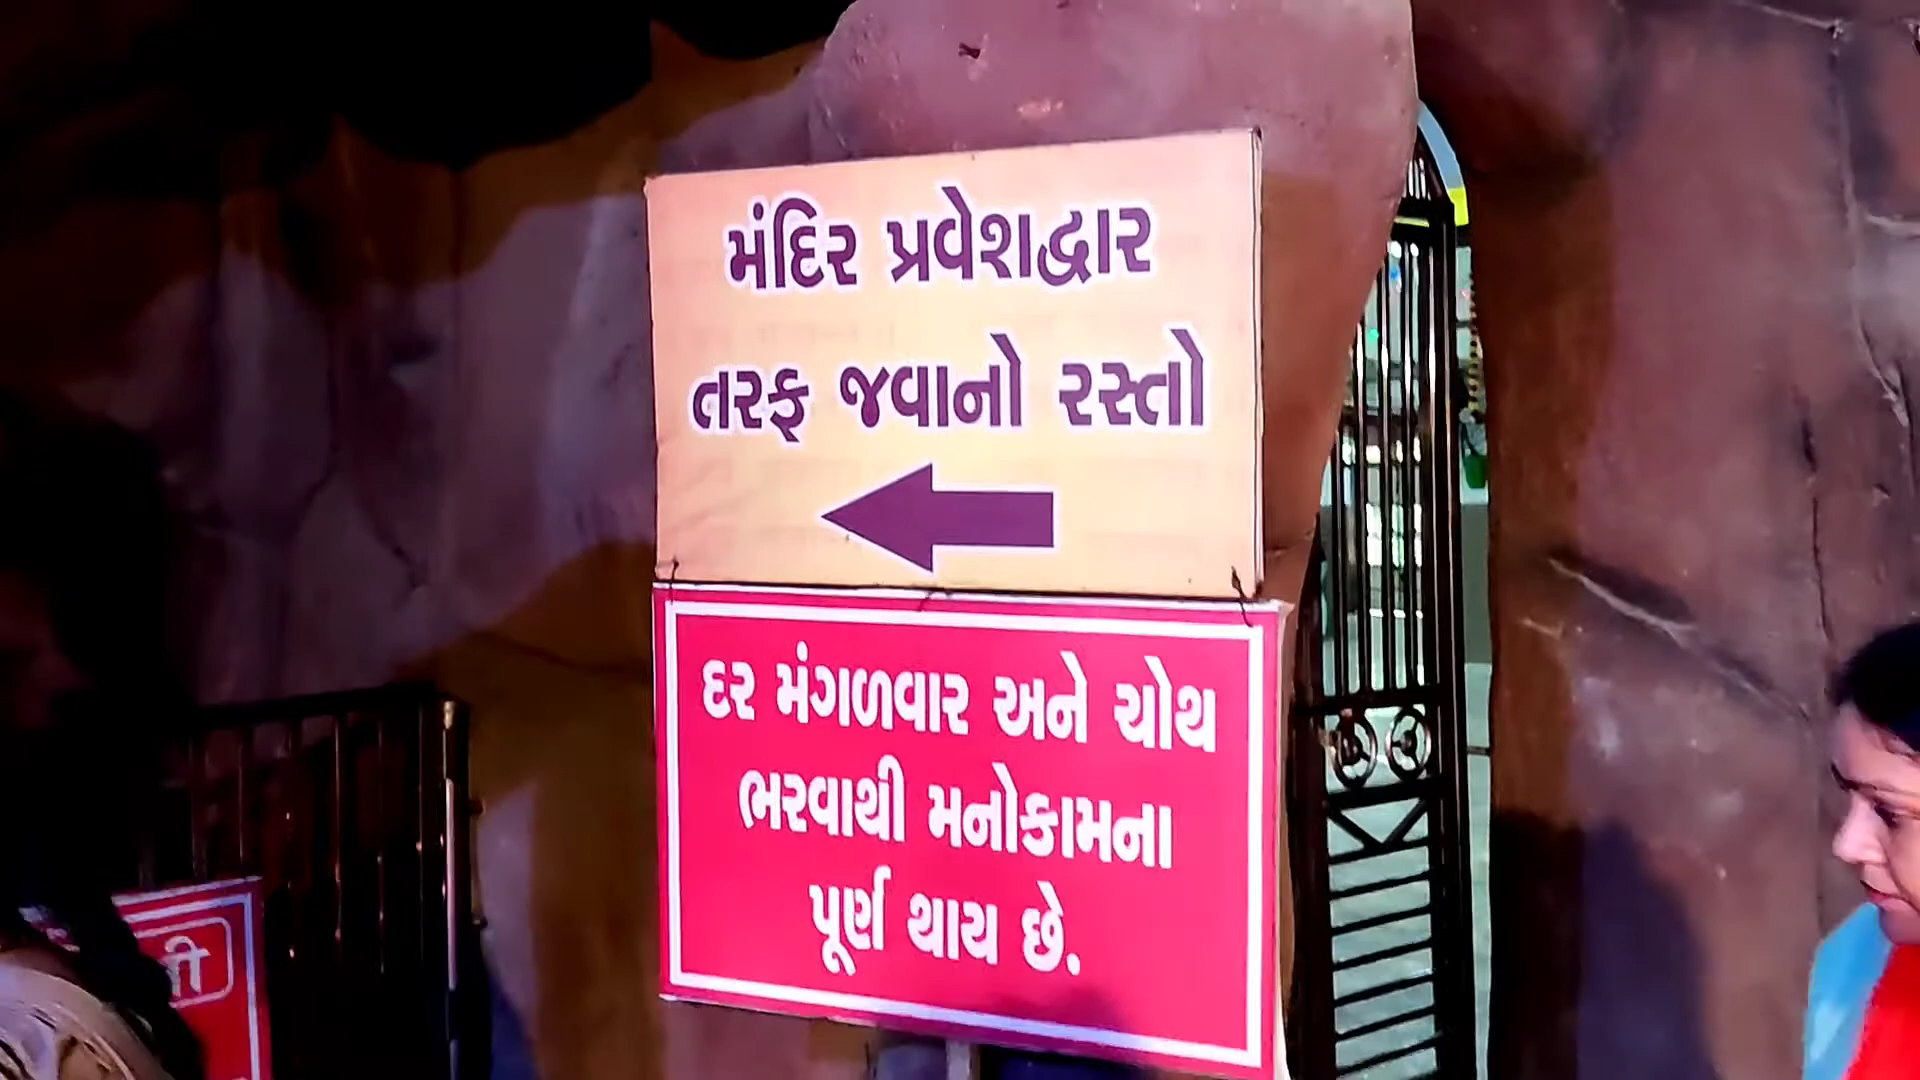 મંદિર પ્રવેશદ્વાર
તરફ જવાનો રસ્તો
દર મંગળવાર અને ચોથ
ભરવાથી મનોકામના
પૂર્ણ થાય છે.